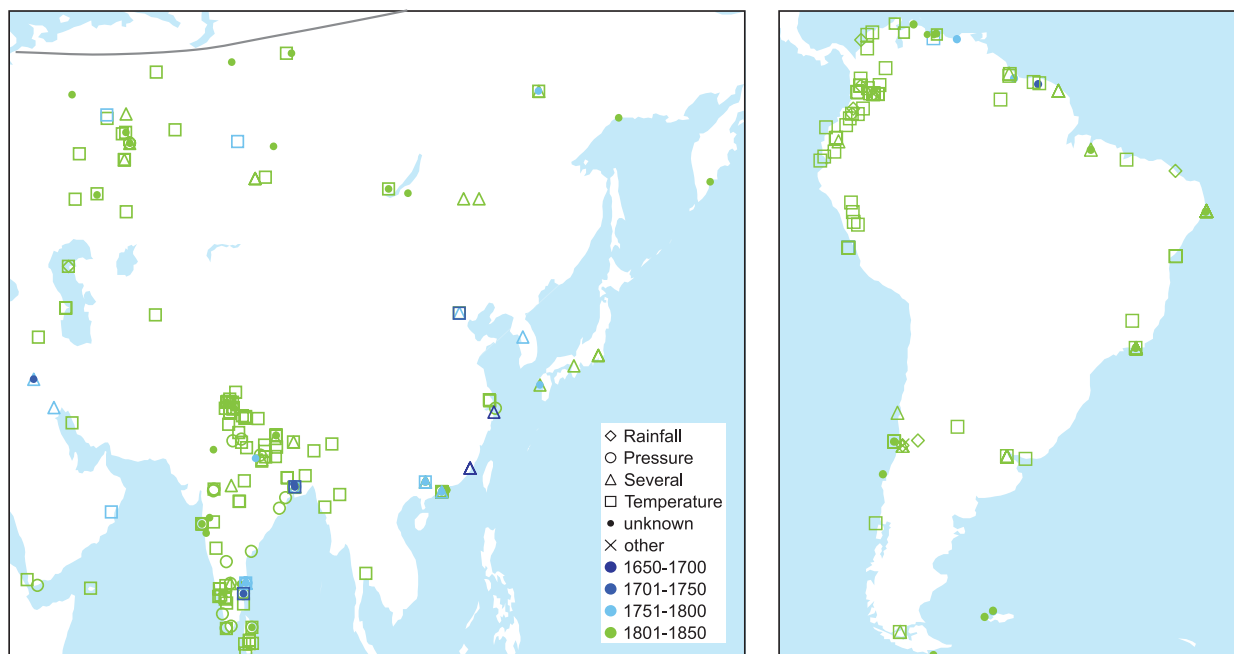 Rainfall
Pressure
Several
Temperature
unknown
other
1650-1700
1701-1750
1751-1800
1801-1850